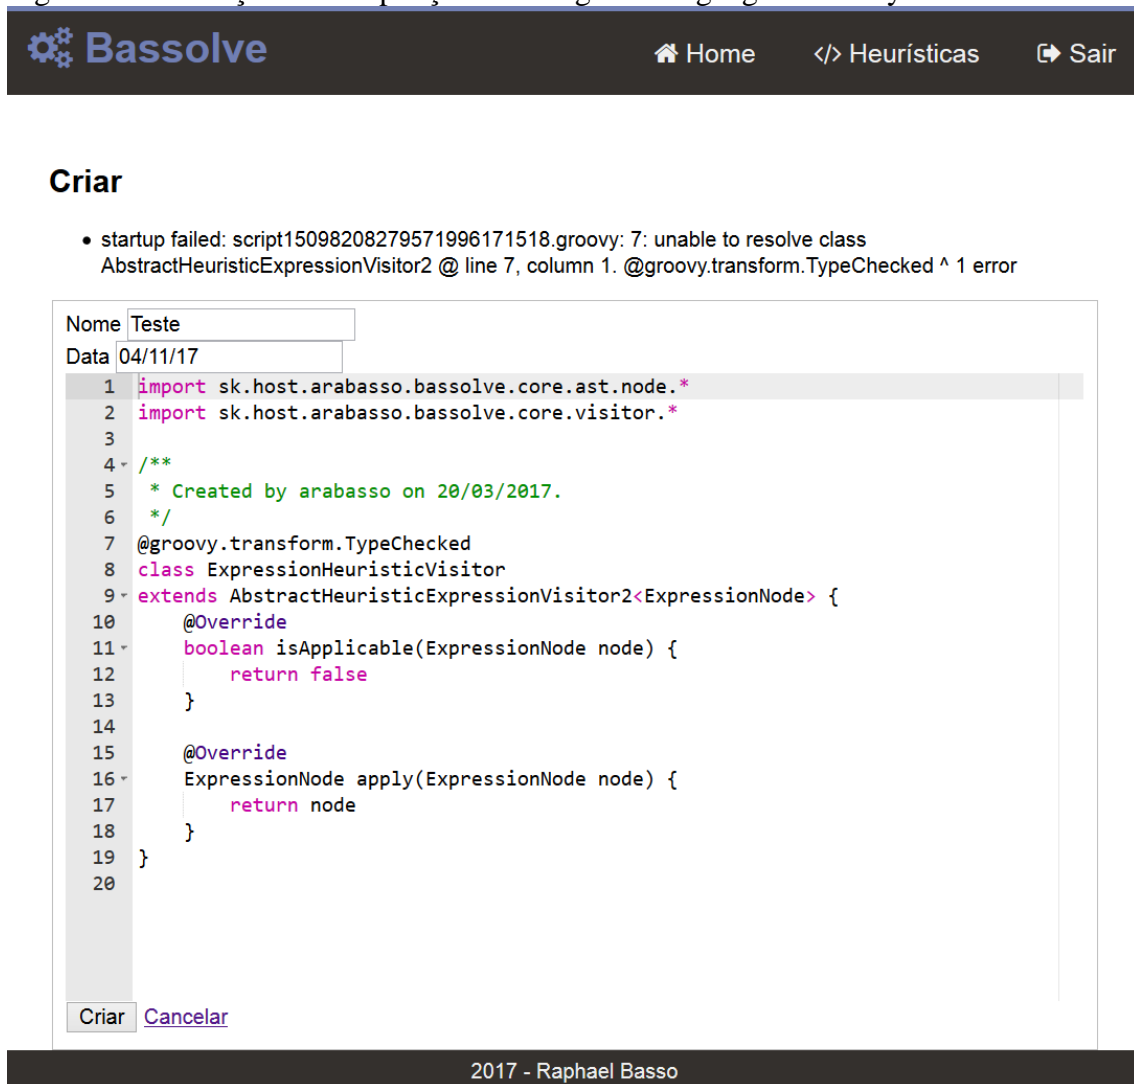 Bassolve
Home
Heurísticas
Sair
Criar
• startup failed: script15098208279571996171518.groovy: 7: unable to resolve class
AbstractHeuristicExpressionVisitor2 @ line 7, column 1. @groovy.transform.TypeChecked ^ 1 error
Nome Teste
Data 04/11/17
1 import sk.host.arabasso.bassolve.core.ast.node.*
2 import sk.host.arabasso.bassolve.core.visitor.*
3
4 /**
5  * Created by arabasso on 20/03/2017.
6  */
7 @groovy.transform.TypeChecked
8 class ExpressionHeuristicVisitor
9 extends AbstractHeuristicExpressionVisitor2<ExpressionNode> {
10     @Override
11     boolean isApplicable(ExpressionNode node) {
12         return false
13     }
14
15     @Override
16     ExpressionNode apply(ExpressionNode node) {
17         return node
18     }
19 }
20
Criar Cancelar
2017 - Raphael Basso